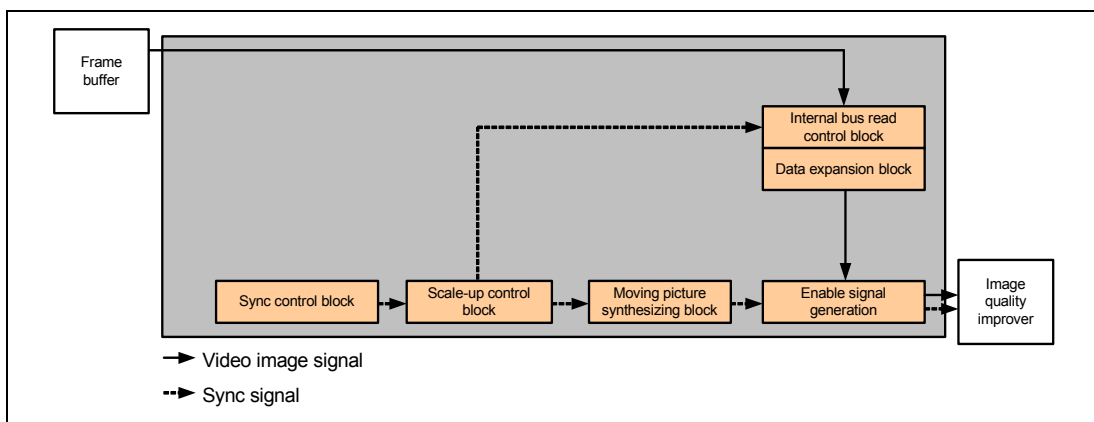 Frame
buffer
Internal bus read
control block
Data expansion block
Sync control block
Scale-up control
block
Moving picture
synthesizing block
Enable signal
generation
Image
quality
improver
Video image signal
Sync signal